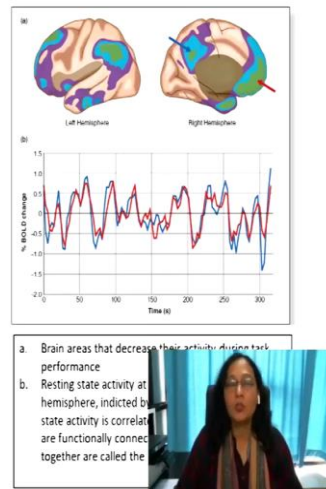 (a)
Left Hemisphere
Right Hemisphere
(b)
% BOLD change
1.5
1.0
0.5
0
-0.5
-1.0
-1.5
-2.0
0 50 100 150 200 250 300
Time (s)
a. Brain areas that decrease their activity during task
performance
b. Resting state activity at
hemisphere, indicted by
state activity is correlate
are functionally connec
together are called the